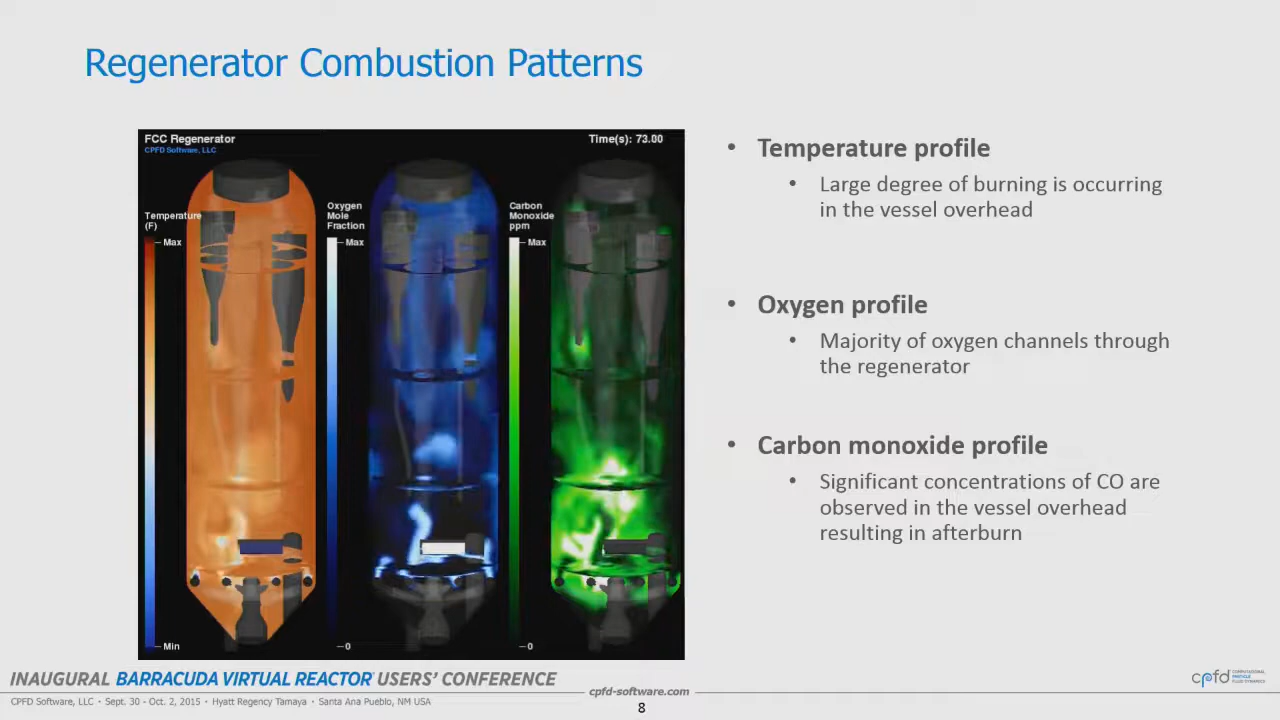 Regenerator Combustion Patterns
FCC Regenerator
CPFD Software, LLC
Time(s): 73.00
Temperature
(F)
Max
Min
Oxygen
Mole
Fraction
Max
0
Carbon
Monoxide
ppm
Max
0
• Temperature profile
• Large degree of burning is occurring
in the vessel overhead
• Oxygen profile
• Majority of oxygen channels through
the regenerator
• Carbon monoxide profile
• Significant concentrations of CO are
observed in the vessel overhead
resulting in afterburn
INAUGURAL BARRACUDA VIRTUAL REACTOR® USERS' CONFERENCE
CPFD Software, LLC • Sept. 30 - Oct. 2, 2015 • Hyatt Regency Tamaya • Santa Ana Pueblo, NM USA
cpfd-software.com
8
cpfd
COMPUTATIONAL
PARTICLE
FLUID DYNAMICS